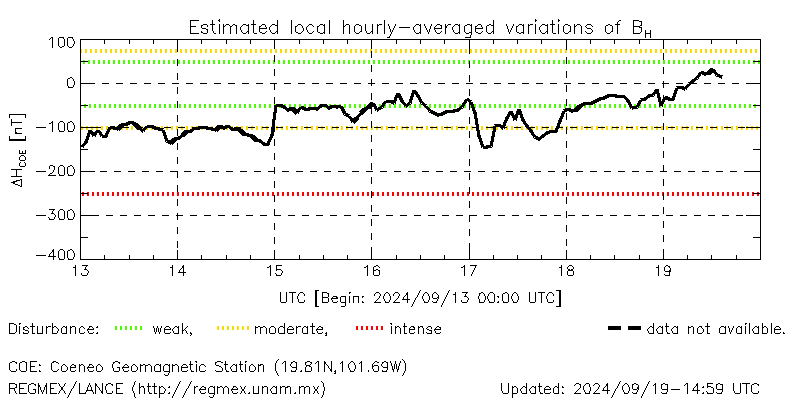 Estimated local hourly-averaged variations of B_H
100
0
-100
-200
-300
-400
ΔH_COE [nT]
13 14 15 16 17 18 19
UTC [Begin: 2024/09/13 00:00 UTC]
Disturbance: weak, moderate, intense data not available.
COE: Coeneo Geomagnetic Station (19.81N,101.69W)
REGMEX/LANCE (http://regmex.unam.mx) Updated: 2024/09/19-14:59 UTC